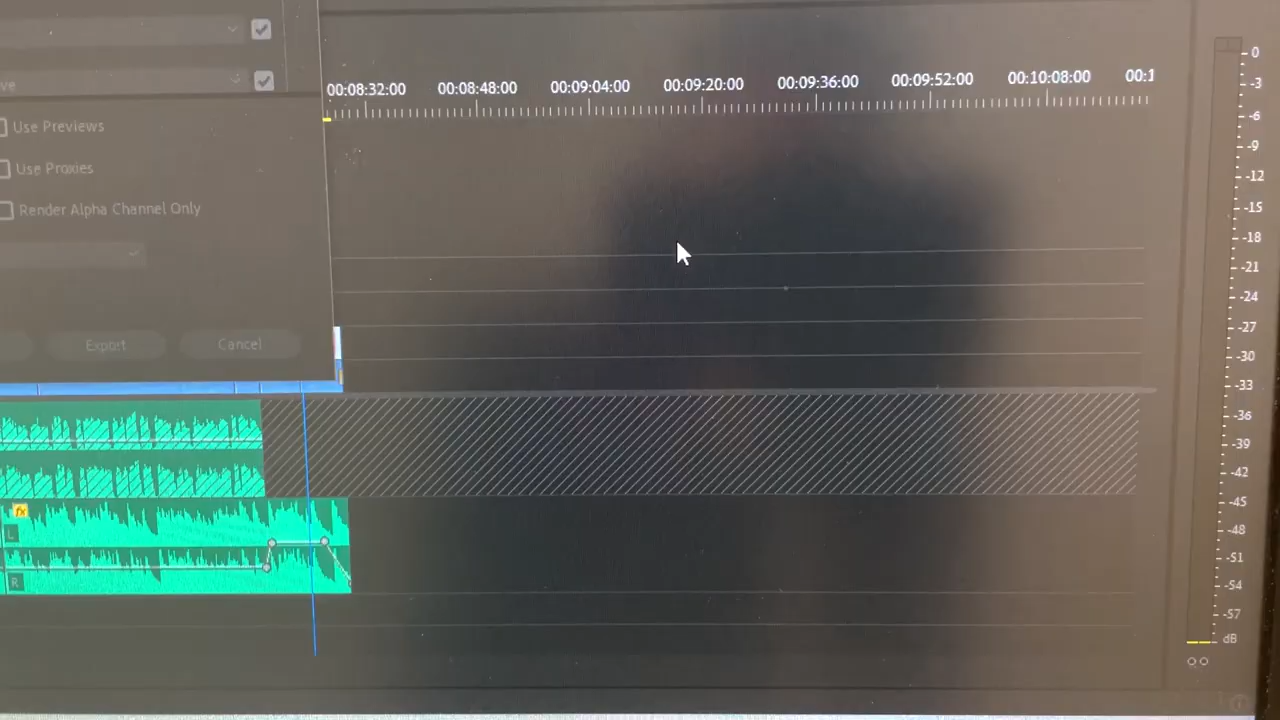 ve
00:08:32:00 00:08:48:00 00:09:04:00 00:09:20:00 00:09:36:00 00:09:52:00 00:10:08:00 00:1
Use Previews
Use Proxies
Render Alpha Channel Only
Export Cancel
fx
L
R
0
-3
-6
-9
-12
-15
-18
-21
-24
-27
-30
-33
-36
-39
-42
-45
-48
-51
-54
-57
dB